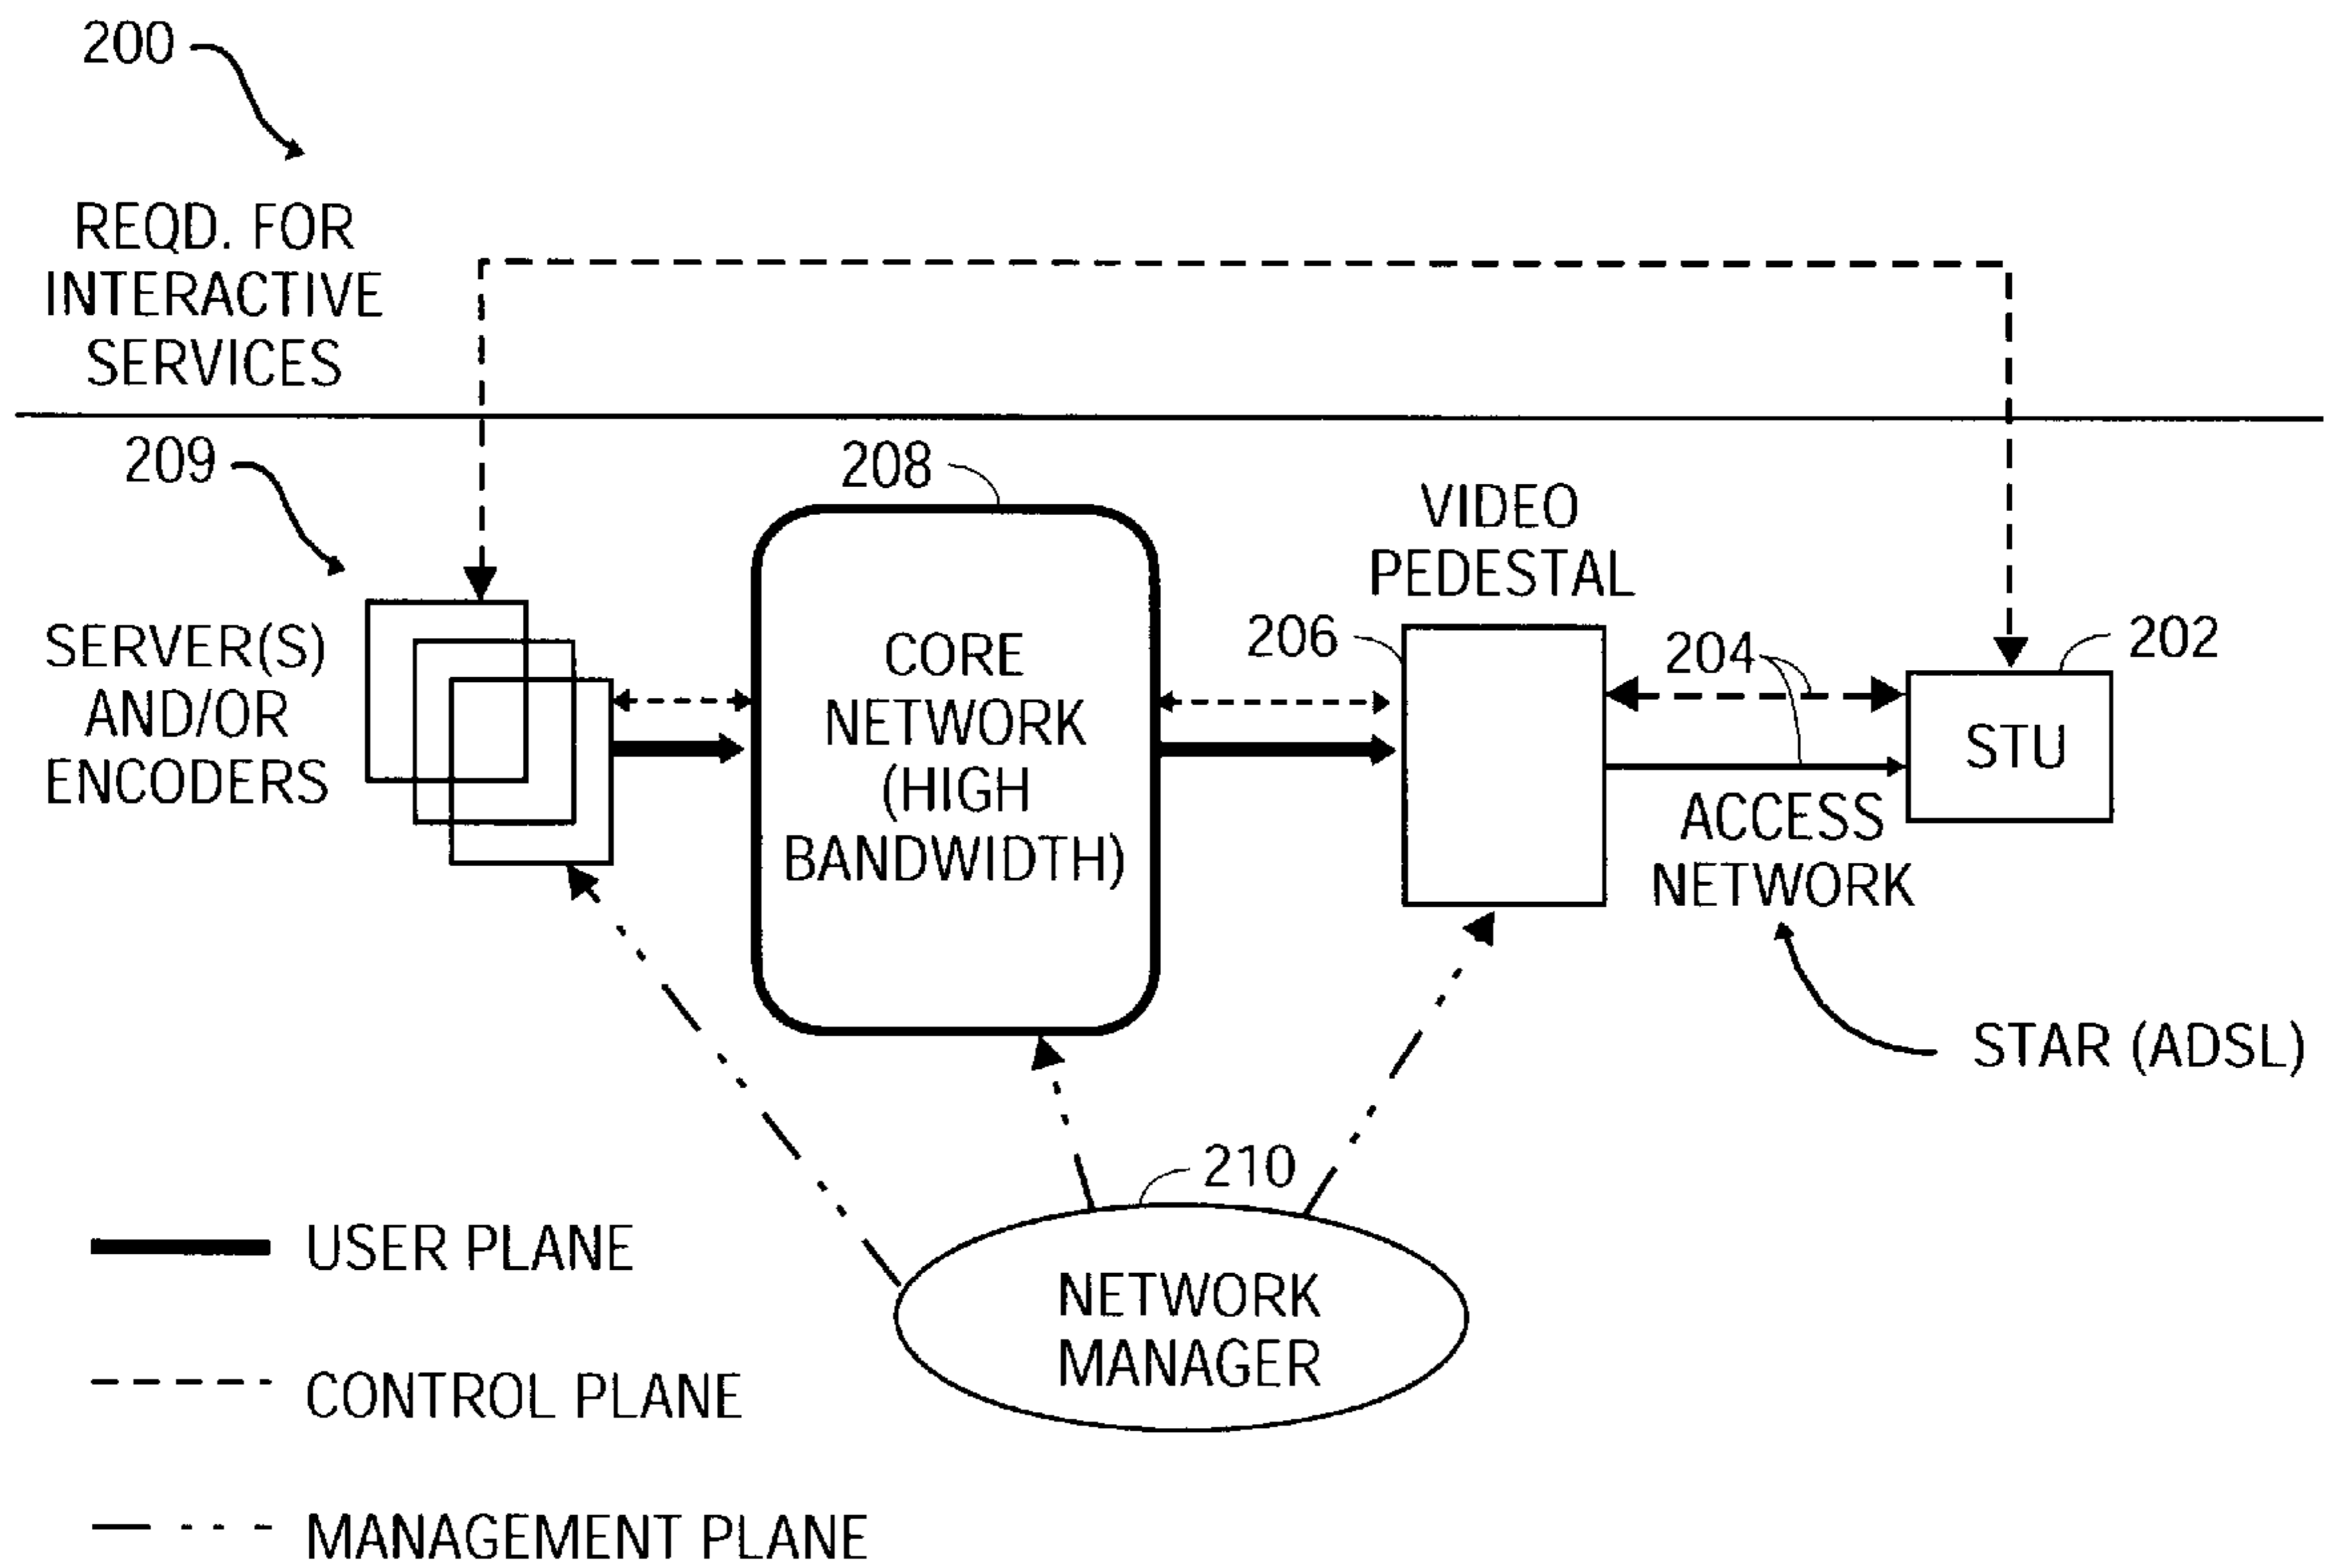 200
REQD. FOR
INTERACTIVE
SERVICES
209
208
VIDEO
PEDESTAL
SERVER(S)
AND/OR
ENCODERS
CORE
NETWORK
(HIGH
BANDWIDTH)
206
204
202
STU
ACCESS
NETWORK
STAR (ADSL)
210
NETWORK
MANAGER
USER PLANE
CONTROL PLANE
MANAGEMENT PLANE